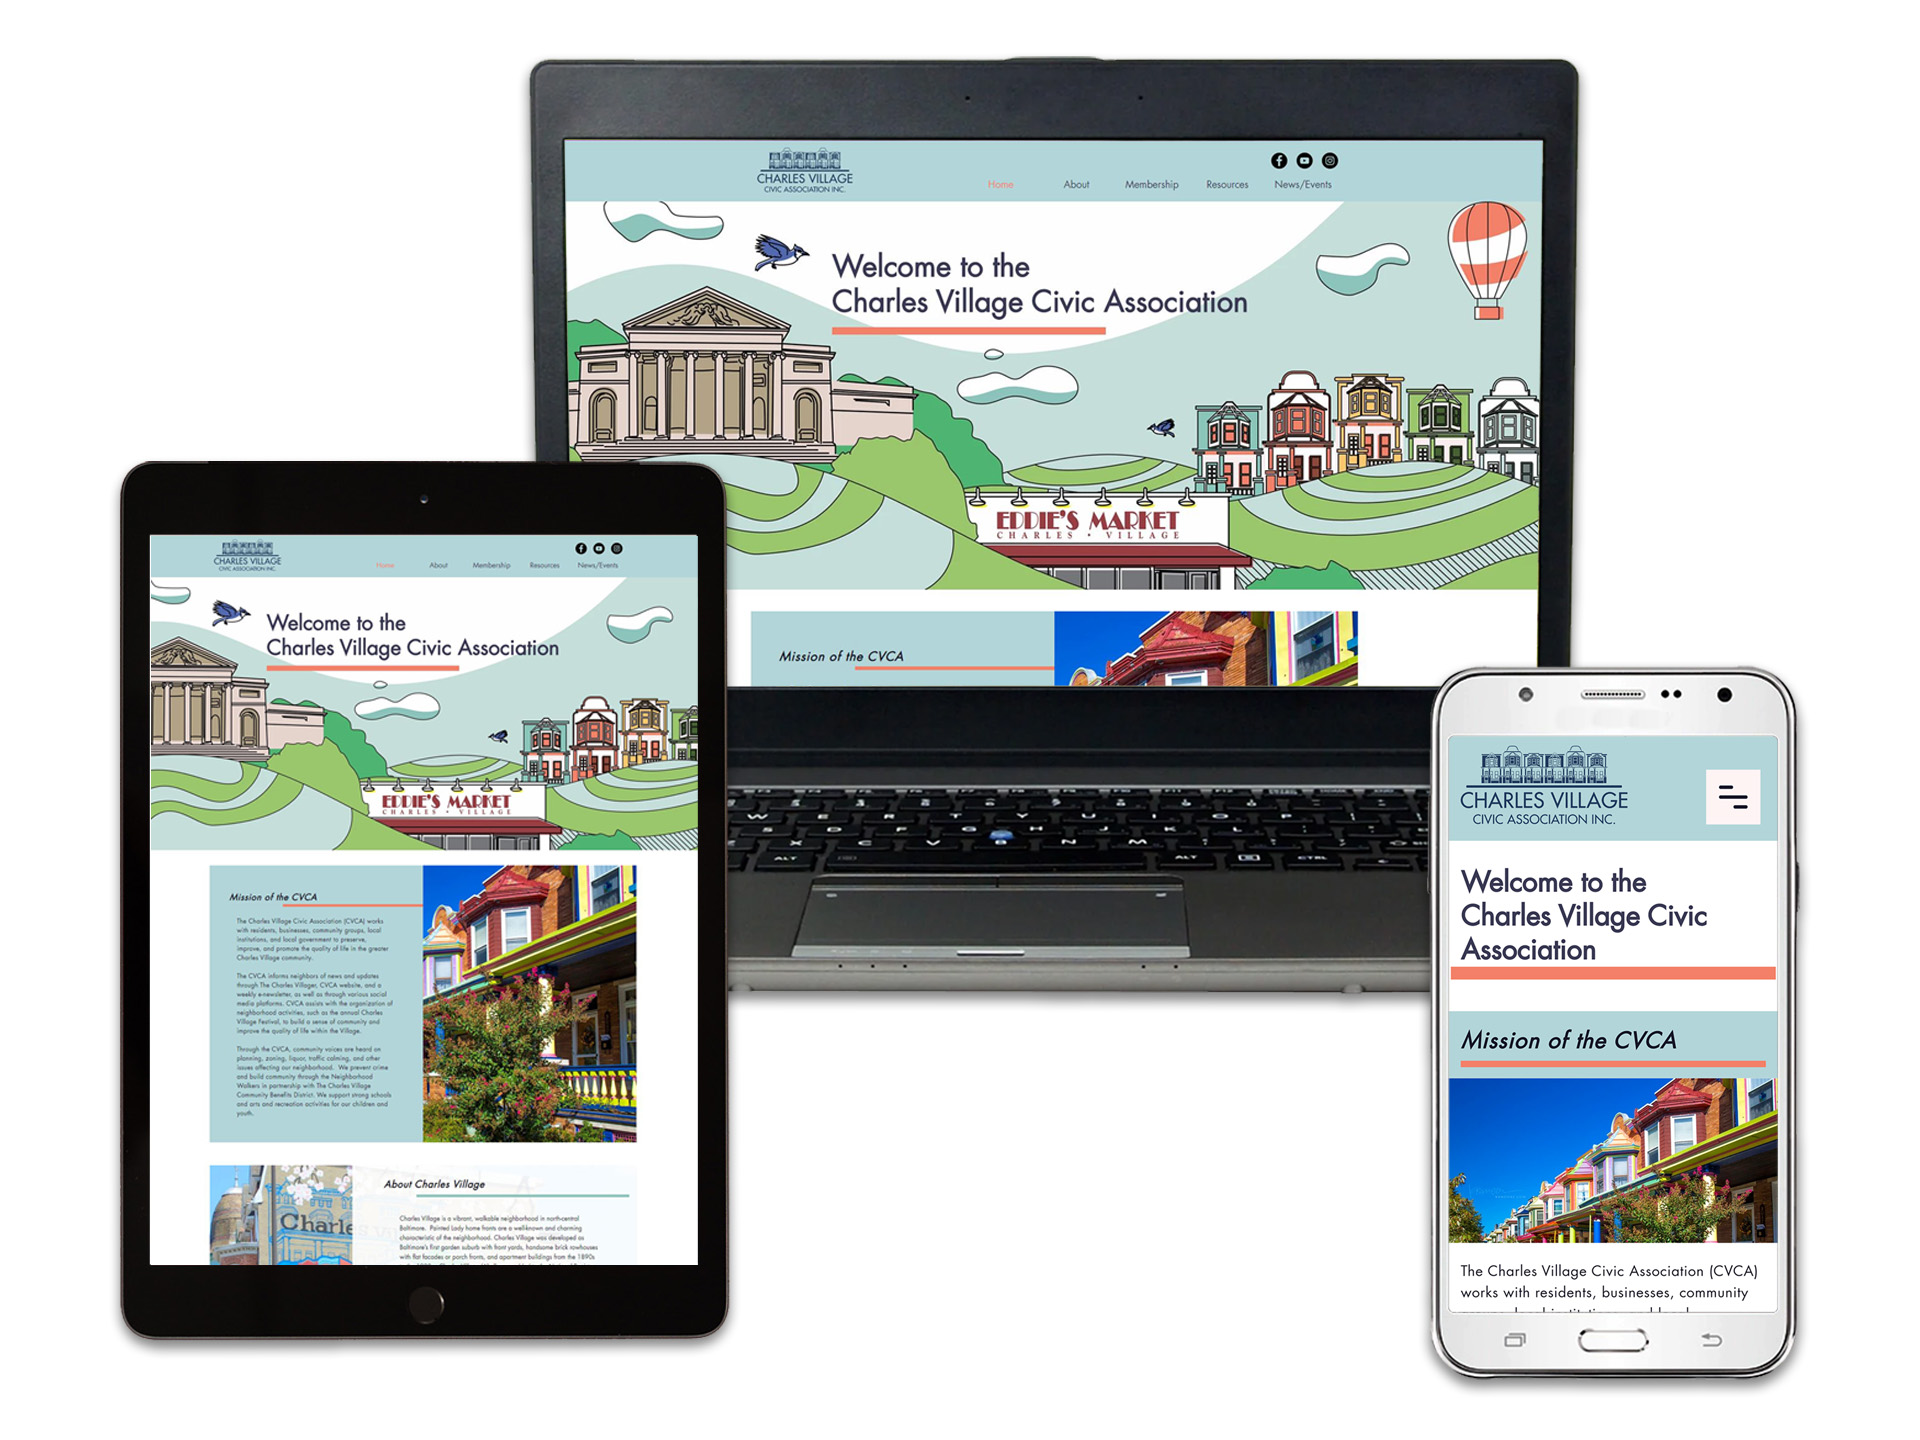 CHARLES VILLAGE
CIVIC ASSOCIATION INC.
Home About Membership Resources News/Events
Welcome to the
Charles Village Civic Association
EDDIE'S MARKET
CHARLES • VILLAGE
Mission of the CVCA
W E R U O
S D F G H J K L
V B N M
ALT ALT CTRL
CHARLES VILLAGE
CIVIC ASSOCIATION INC.
Home About Membership Resources News/Events
Welcome to the
Charles Village Civic Association
EDDIE'S MARKET
CHARLES • VILLAGE
Mission of the CVCA
The Charles Village Civic Association (CVCA) works
with residents, businesses, community groups, local
institutions, and local government to preserve,
improve, and promote the quality of life in the greater
Charles Village community.
The CVCA informs neighbors of news and updates
through The Charles Villager, CVCA website, and a
weekly e-newsletter, as well as through various social
media platforms. CVCA assists with the organization of
neighborhood activities, such as the annual Charles
Village Festival, to build a sense of community and
improve the quality of life within the Village.
Through the CVCA, community voices are heard on
planning, zoning, liquor, traffic calming, and other
issues affecting our neighborhood. We prevent crime
and build community through the Neighborhood
Walkers in partnership with The Charles Village
Community Benefits District. We support strong schools
and arts and recreation activities for our children and
youth.
Charles
About Charles Village
Charles Village is a vibrant, walkable neighborhood in north-central
Baltimore. Painted Lady home fronts are a well-known and charming
characteristic of the neighborhood. Charles Village was developed as
Baltimore's first garden suburb with front yards, handsome brick rowhouses
with flat facades or porch fronts, and apartment buildings from the 1890s
CHARLES VILLAGE
CIVIC ASSOCIATION INC.
Welcome to the
Charles Village Civic
Association
Mission of the CVCA
The Charles Village Civic Association (CVCA)
works with residents, businesses, community